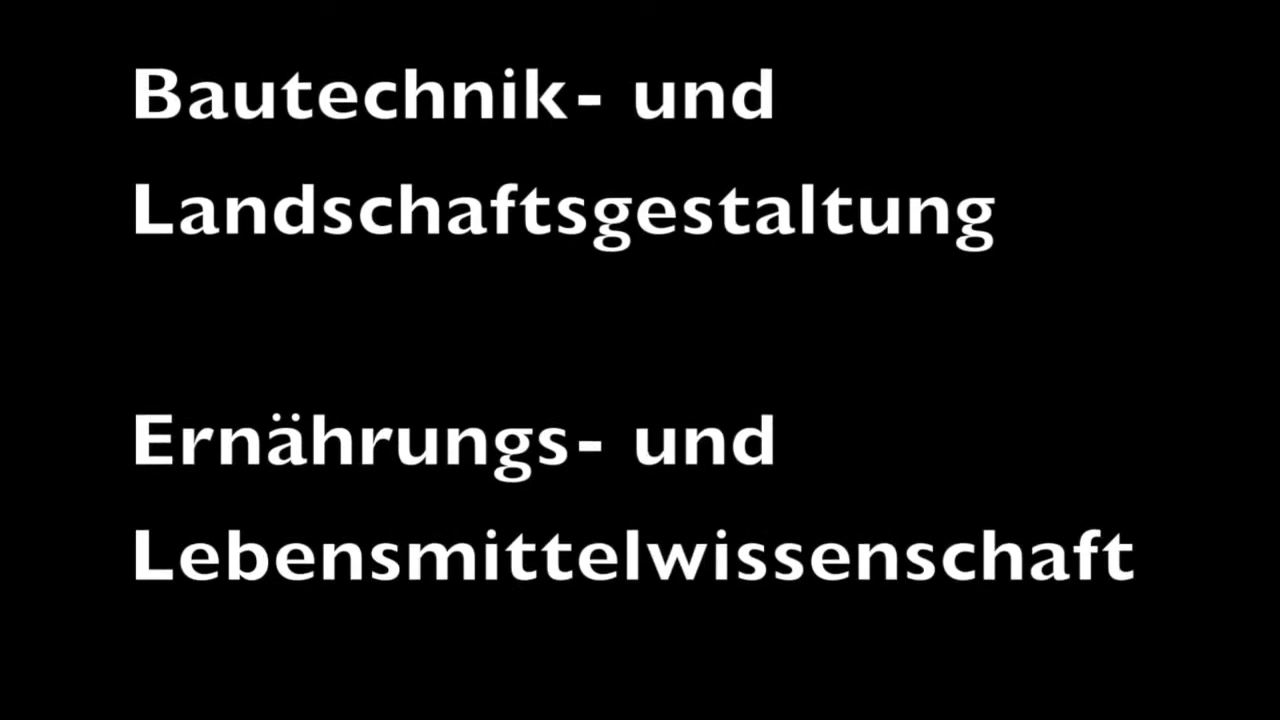 Bautechnik- und
Landschaftsgestaltung
Ernährungs- und
Lebensmittelwissenschaft